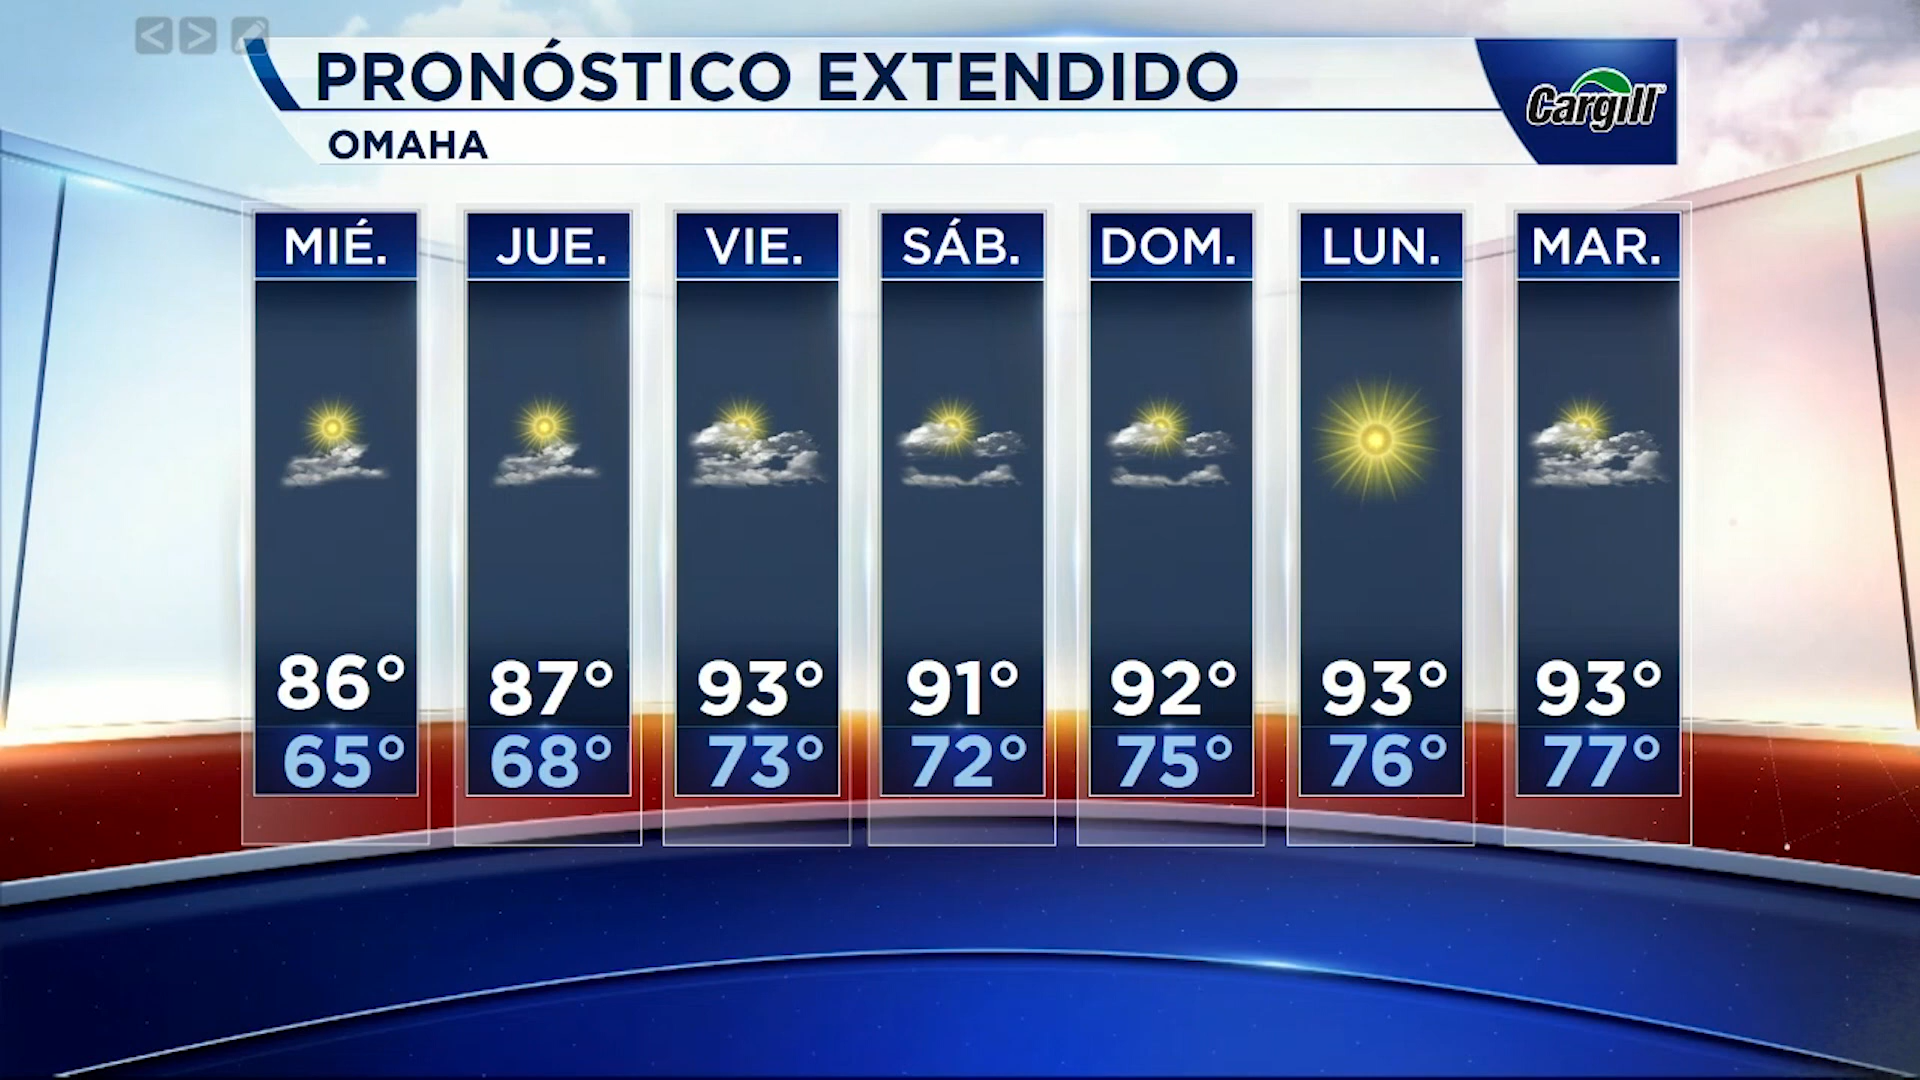 PRONÓSTICO EXTENDIDO
OMAHA
Cargill
MIÉ. JUE. VIE. SÁB. DOM. LUN. MAR.
86° 87° 93° 91° 92° 93° 93°
65° 68° 73° 72° 75° 76° 77°